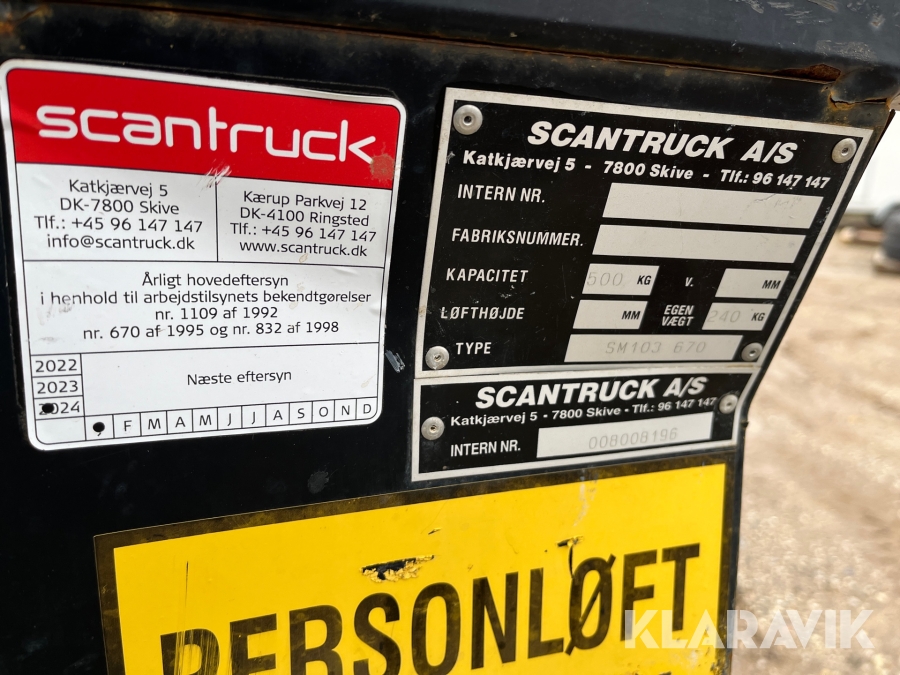 scantruck
Katkjærvej 5
DK-7800 Skive
Tlf.: +45 96 147 147
info@scantruck.dk
Kærup Parkvej 12
DK-4100 Ringsted
Tlf.: +45 96 147 147
www.scantruck.dk
Årligt hovedeftersyn
i henhold til arbejdstilsynets bekendtgørelser
nr. 1109 af 1992
nr. 670 af 1995 og nr. 832 af 1998
2022
2023
2024
Næste eftersyn
F M A M J J A S O N D
SCANTRUCK A/S
Katkjærvej 5 - 7800 Skive - Tlf.: 96 147 147
INTERN NR.
FABRIKSNUMMER.
KAPACITET 500 KG V. MM
LØFTHØJDE MM EGEN VÆGT 240 KG
TYPE SM103 670
SCANTRUCK A/S
Katkjærvej 5 - 7800 Skive - Tlf.: 96 147 147
INTERN NR. 008008196
PERSONLØFT
KLARAVIK